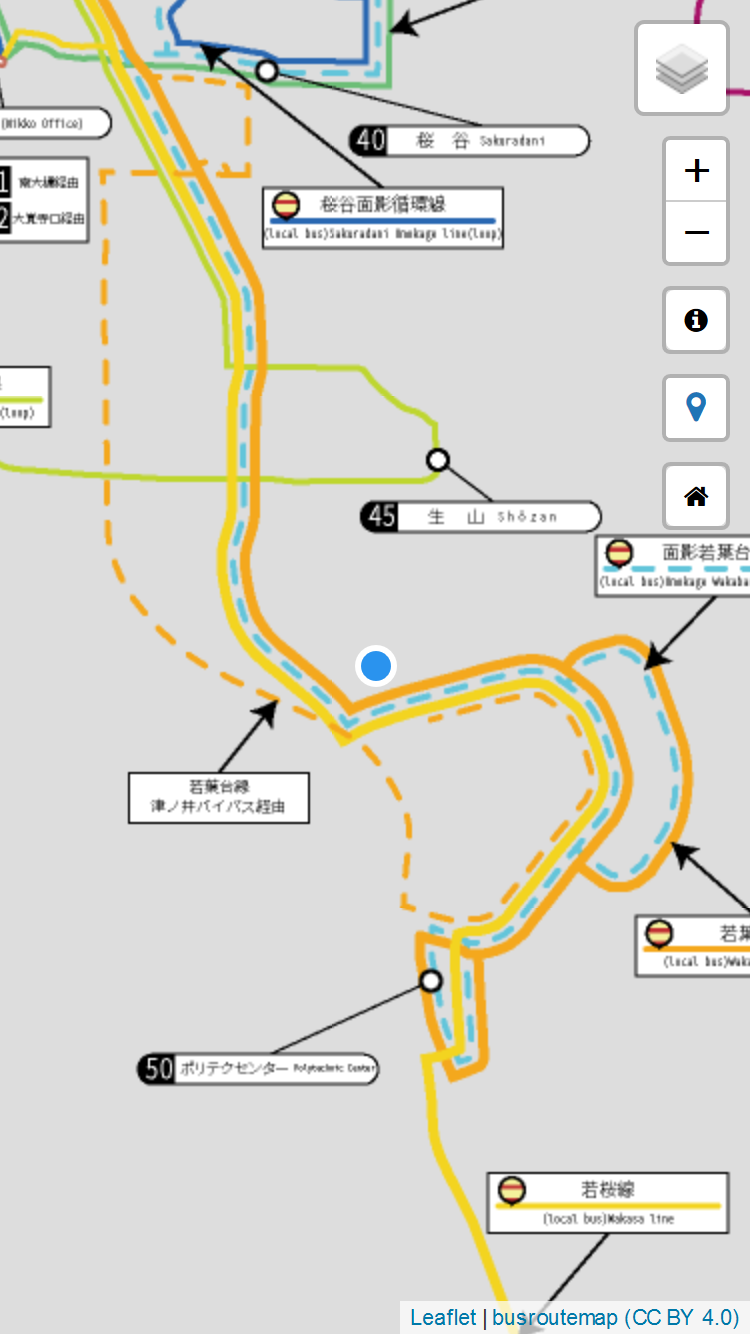 (Nikko Office)
40 桜 谷 Sakuradani
1 南大櫚経由
2 大覚寺口経由
桜谷面影循環線
(local bus)Sakuradani Omokage line(loop)
(loop)
45 生 山 Shōzan
面影若葉台
(local bus)Omokage Wakaba
若葉台線
津ノ井バイパス経由
若葉
(local bus)Waka
50 ポリテクセンター Polytechnic Center
若桜線
(local bus)Wakasa line
Leaflet | busroutemap (CC BY 4.0)